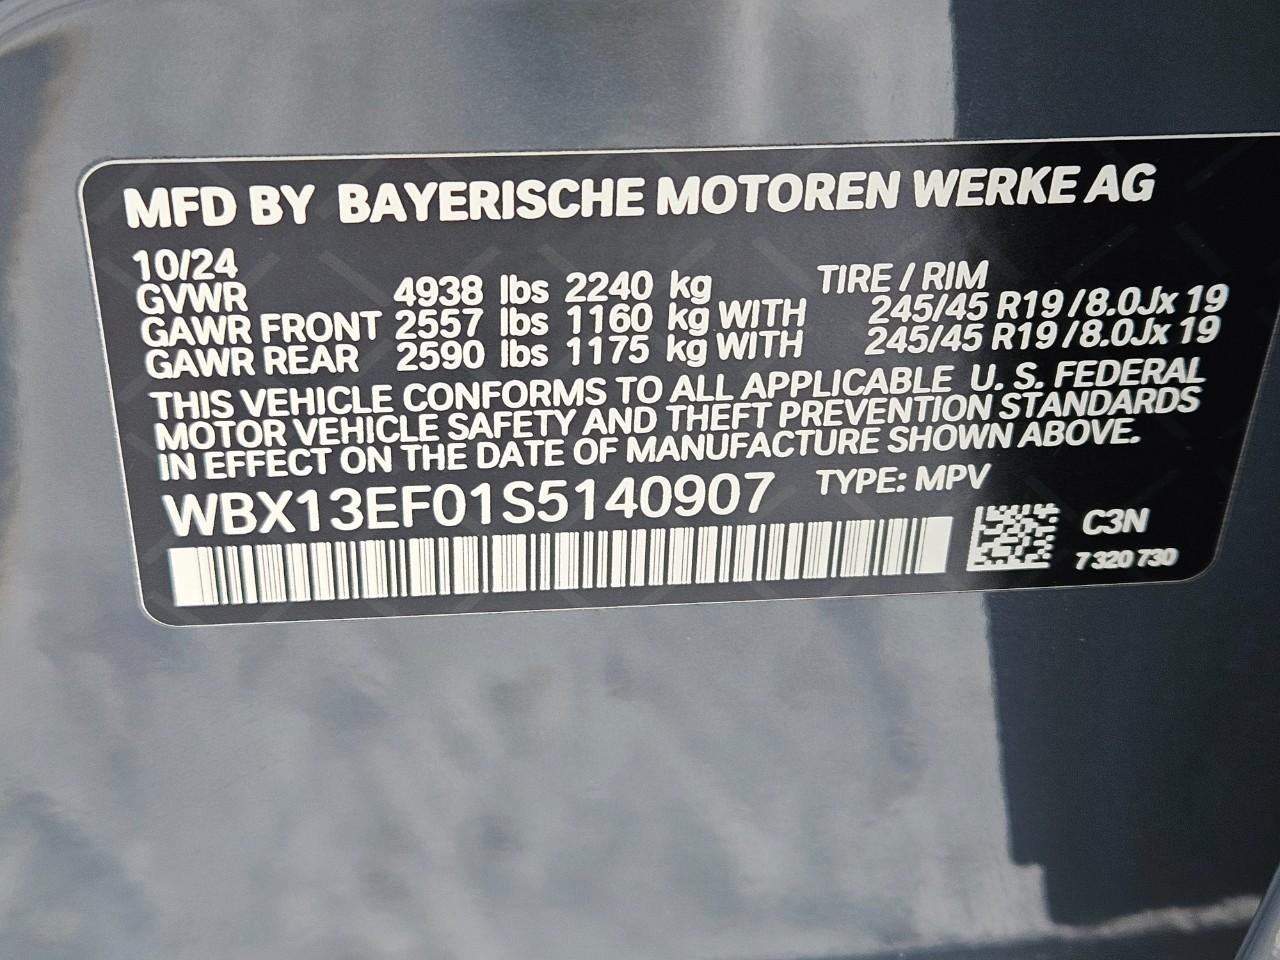 MFD BY BAYERISCHE MOTOREN WERKE AG
10/24
GVWR 4938 lbs 2240 kg TIRE / RIM
GAWR FRONT 2557 lbs 1160 kg WITH 245/45 R19 /8.0Jx 19
GAWR REAR 2590 lbs 1175 kg WITH 245/45 R19 /8.0Jx 19
THIS VEHICLE CONFORMS TO ALL APPLICABLE U. S. FEDERAL
MOTOR VEHICLE SAFETY AND THEFT PREVENTION STANDARDS
IN EFFECT ON THE DATE OF MANUFACTURE SHOWN ABOVE.
WBX13EF01S5140907 TYPE: MPV
C3N
7 320 730